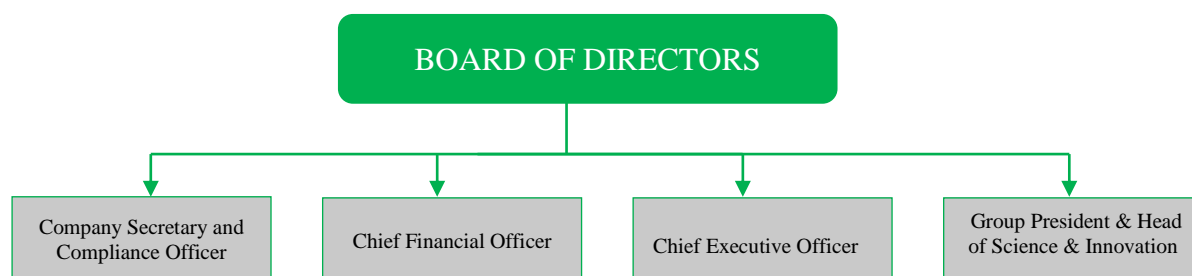 BOARD OF DIRECTORS
Company Secretary and
Compliance Officer
Chief Financial Officer
Chief Executive Officer
Group President & Head
of Science & Innovation